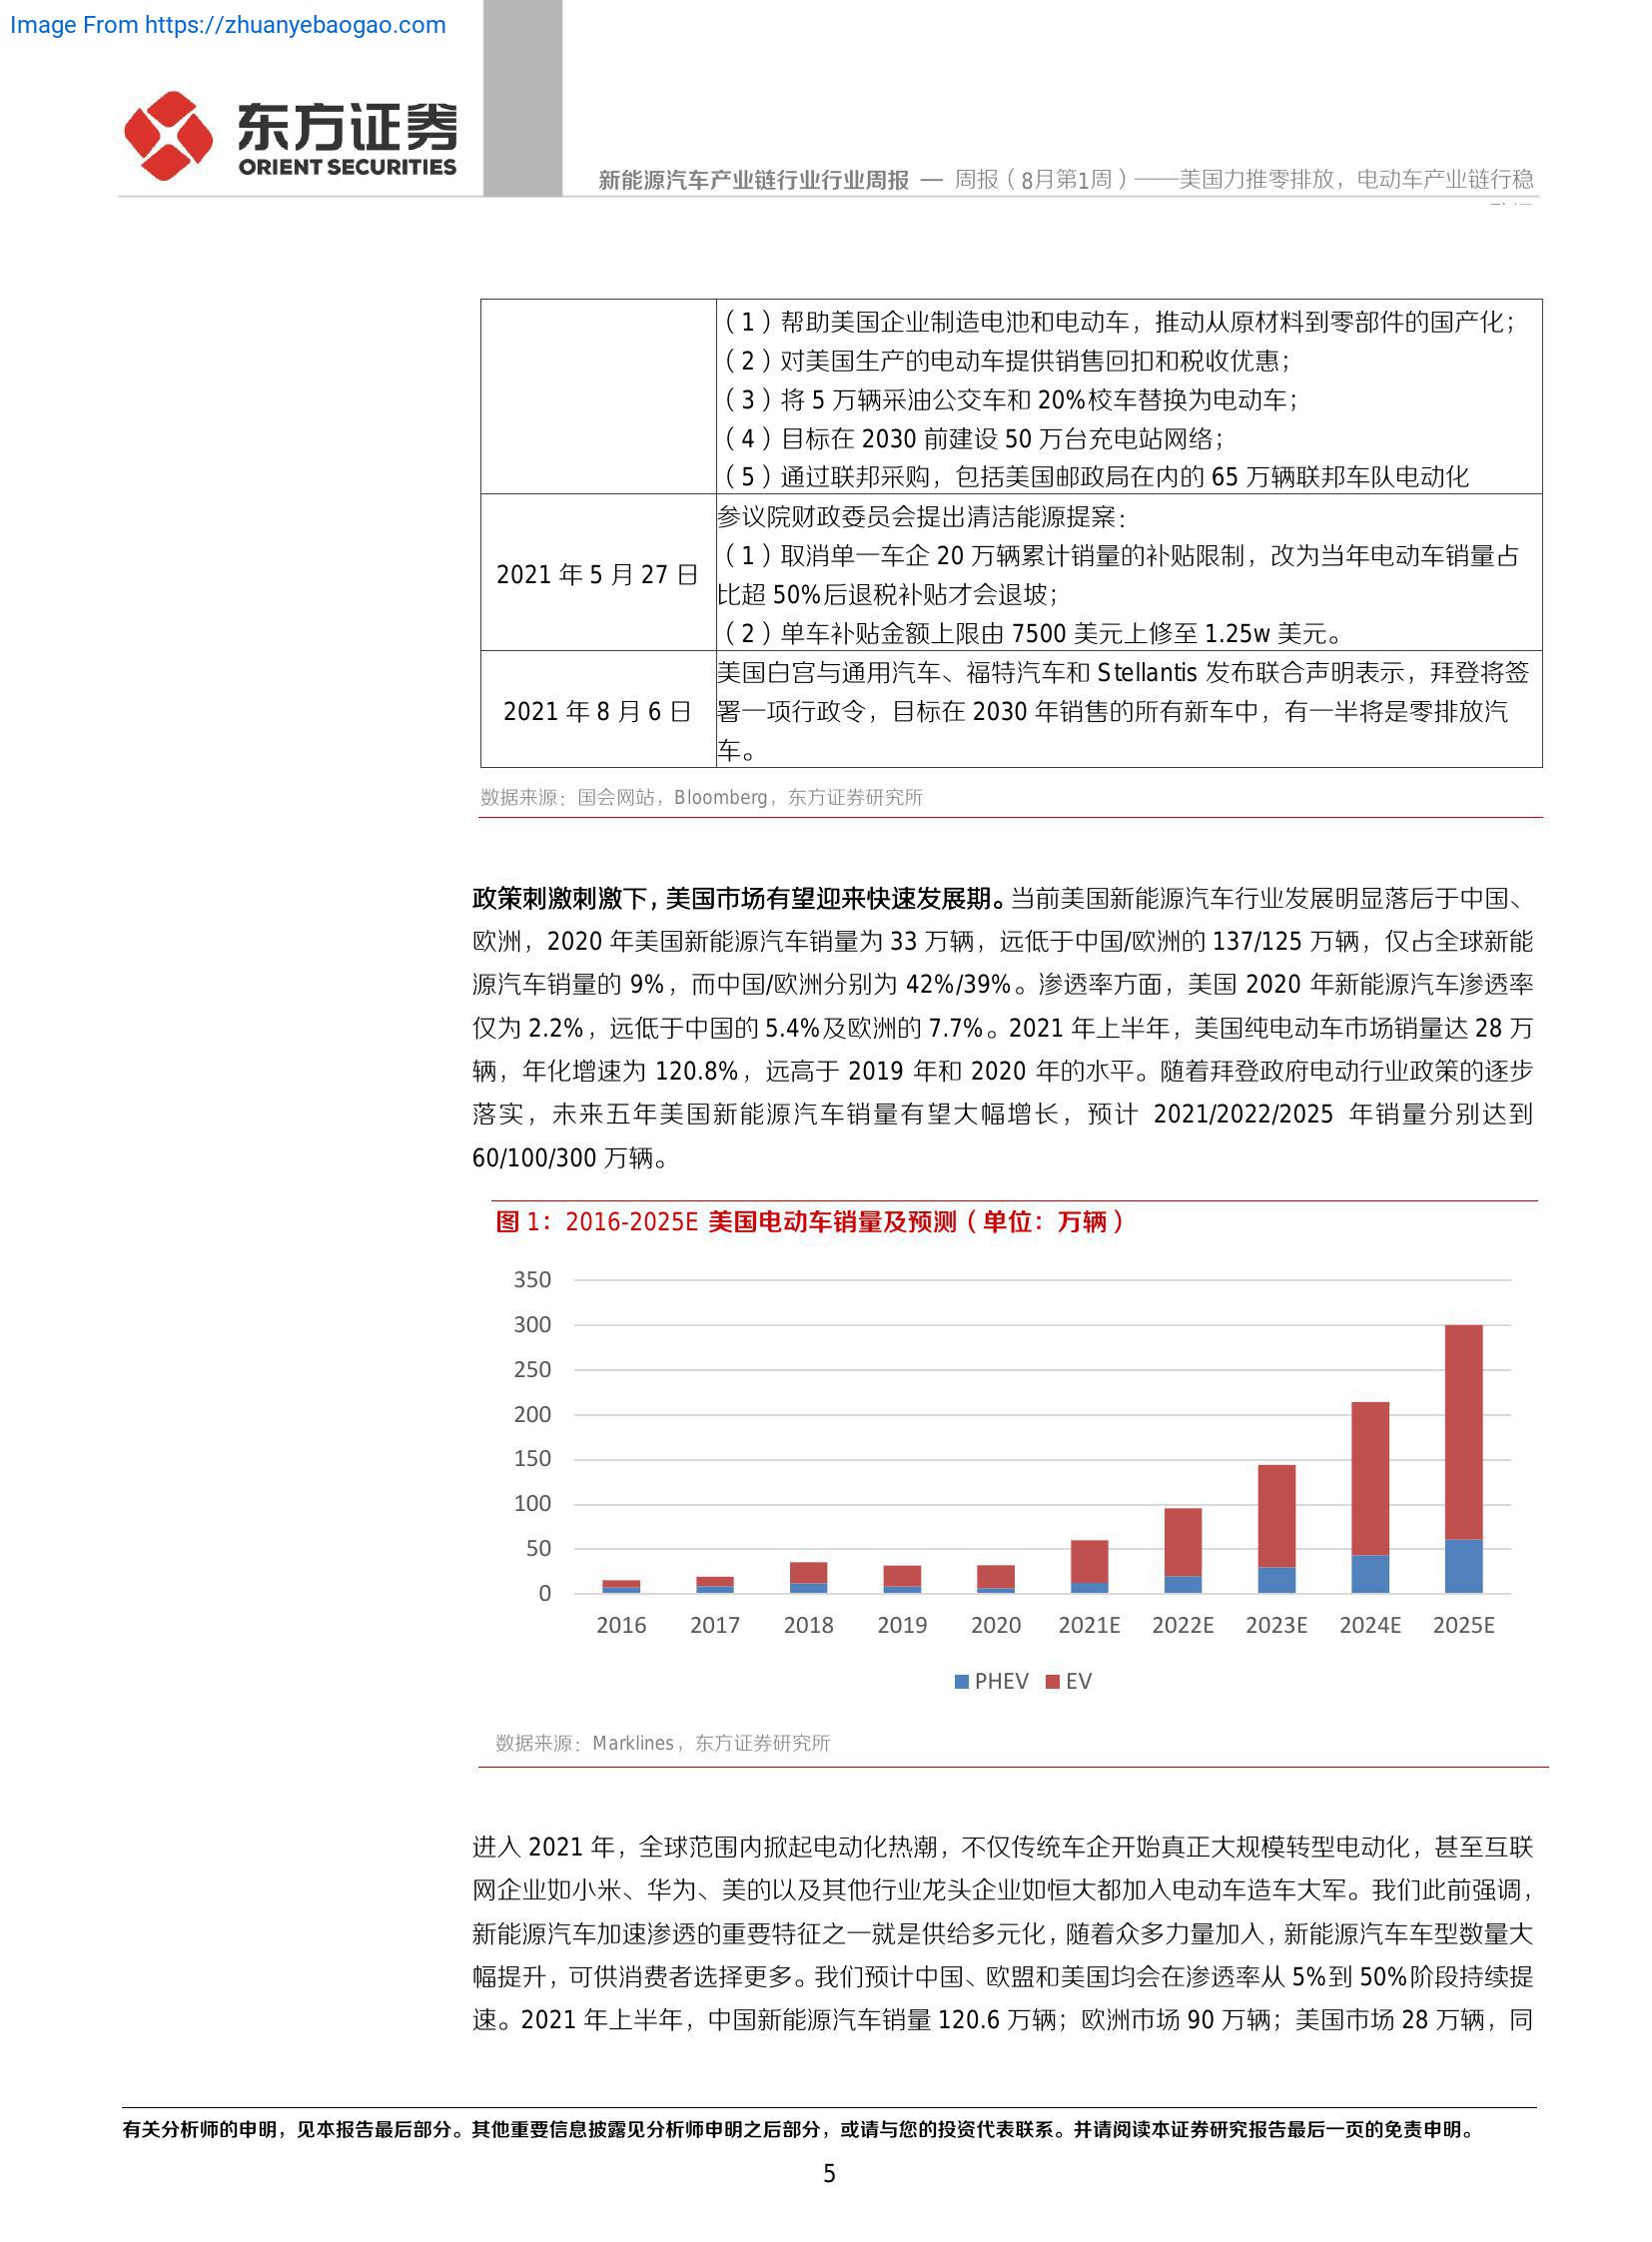 Image From https://zhuanyebaogao.com
东方证券
ORIENT SECURITIES
新能源汽车产业链行业行业周报 — 周报（8月第1周）——美国力推零排放，电动车产业链行稳
（1）帮助美国企业制造电池和电动车，推动从原材料到零部件的国产化；
（2）对美国生产的电动车提供销售回扣和税收优惠；
（3）将 5 万辆采油公交车和 20%校车替换为电动车；
（4）目标在 2030 前建设 50 万台充电站网络；
（5）通过联邦采购，包括美国邮政局在内的 65 万辆联邦车队电动化
2021 年 5 月 27 日
参议院财政委员会提出清洁能源提案：
（1）取消单一车企 20 万辆累计销量的补贴限制，改为当年电动车销量占
比超 50%后退税补贴才会退坡；
（2）单车补贴金额上限由 7500 美元上修至 1.25w 美元。
2021 年 8 月 6 日
美国白宫与通用汽车、福特汽车和 Stellantis 发布联合声明表示，拜登将签
署一项行政令，目标在 2030 年销售的所有新车中，有一半将是零排放汽
车。
数据来源：国会网站，Bloomberg，东方证券研究所
政策刺激刺激下，美国市场有望迎来快速发展期。当前美国新能源汽车行业发展明显落后于中国、
欧洲，2020 年美国新能源汽车销量为 33 万辆，远低于中国/欧洲的 137/125 万辆，仅占全球新能
源汽车销量的 9%，而中国/欧洲分别为 42%/39%。渗透率方面，美国 2020 年新能源汽车渗透率
仅为 2.2%，远低于中国的 5.4%及欧洲的 7.7%。2021 年上半年，美国纯电动车市场销量达 28 万
辆，年化增速为 120.8%，远高于 2019 年和 2020 年的水平。随着拜登政府电动行业政策的逐步
落实，未来五年美国新能源汽车销量有望大幅增长，预计 2021/2022/2025 年销量分别达到
60/100/300 万辆。
图 1：2016-2025E 美国电动车销量及预测（单位：万辆）
350
300
250
200
150
100
50
0
2016 2017 2018 2019 2020 2021E 2022E 2023E 2024E 2025E
PHEV EV
数据来源：Marklines，东方证券研究所
进入 2021 年，全球范围内掀起电动化热潮，不仅传统车企开始真正大规模转型电动化，甚至互联
网企业如小米、华为、美的以及其他行业龙头企业如恒大都加入电动车造车大军。我们此前强调，
新能源汽车加速渗透的重要特征之一就是供给多元化，随着众多力量加入，新能源汽车车型数量大
幅提升，可供消费者选择更多。我们预计中国、欧盟和美国均会在渗透率从 5%到 50%阶段持续提
速。2021 年上半年，中国新能源汽车销量 120.6 万辆；欧洲市场 90 万辆；美国市场 28 万辆，同
有关分析师的申明，见本报告最后部分。其他重要信息披露见分析师申明之后部分，或请与您的投资代表联系。并请阅读本证券研究报告最后一页的免责申明。
5